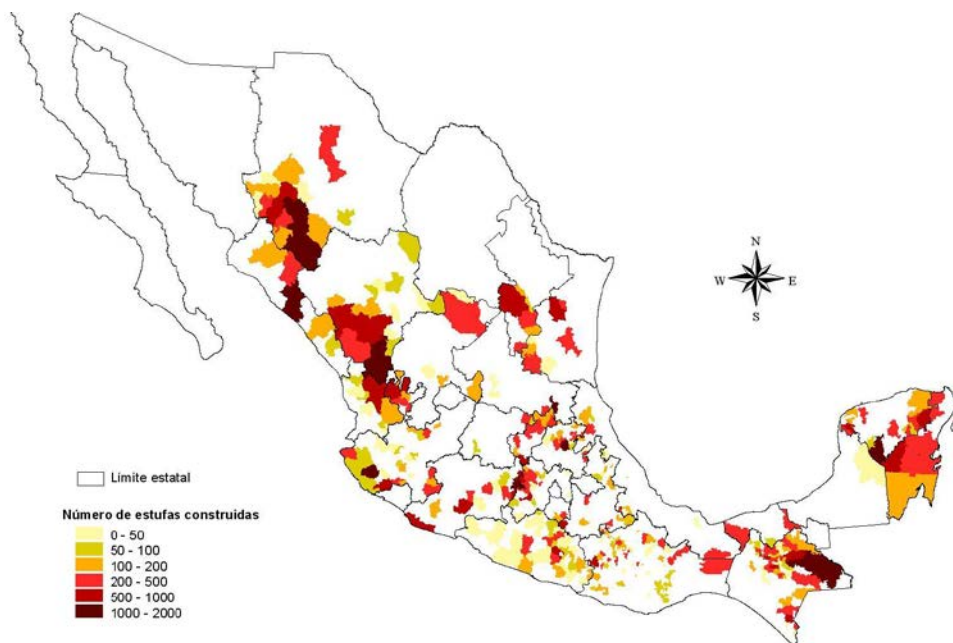 N
W
E
S
Límite estatal
Número de estufas construidas
0 - 50
50 - 100
100 - 200
200 - 500
500 - 1000
1000 - 2000